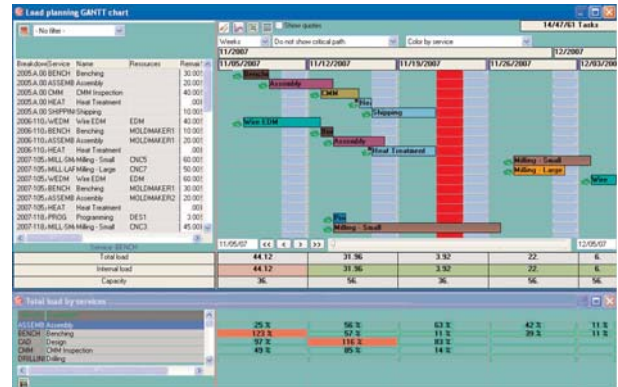 Load planning GANTT chart
- No filter -
Show quotes
14/47/61 Tasks
Weeks Do not show critical path Color by service
11/2007 12/2007
11/05/2007 11/12/2007 11/19/2007 11/26/2007 12/03/200
Breakdown Service Name Resources
2005.A.00 BENCH Benching 30.00
2005.A.00 ASSEMB Assembly 20.00
2005.A.00 CMM CMM Inspection 40.00
2005.A.00 HEAT Heat Treatment .00
2005.A.00 SHIPPIN Shipping 10.00
2006-110. WEDM Wire EDM EDM 40.00
2006-110. BENCH Benching MOLDMAKER1 10.00
2006-110. ASSEMB Assembly MOLDMAKER1 20.00
2006-110. HEAT Heat Treatment .00
2007-105. MILL-SM Milling - Small CNC5 60.00
2007-105. MILL-LAR Milling - Large CNC7 50.00
2007-105. WEDM Wire EDM EDM 60.00
2007-105. BENCH Benching MOLDMAKER1 30.00
2007-105. ASSEMB Assembly MOLDMAKER2 20.00
2007-105. HEAT Heat Treatment .00
2007-118. PROG Programming DES1
2007-118. MILL-SM Milling - Small CNC3 45.00
Assembly
CMM
Hea
Shipping
Wire EDM
Assembly
Heat Treatment
Milling - Small
Milling - Large
Wire
Milling - Small
Service: BENCH
11/05/07 << < > >> 12/05/07
Total load 44.12 31.96 3.92 22. 6.
Internal load 44.12 31.96 3.92 22. 6.
Capacity 36. 56. 56. 56. 56.
Total load by services
ASSEMB Assembly 25 % 56 % 63 % 42 % 11 %
BENCH Benching 123 % 57 % 11 % 39 % 11 %
CAD Design 97 % 116 % 83 %
CMM CMM Inspection 49 % 85 % 14 %
DRILLIN Drilling